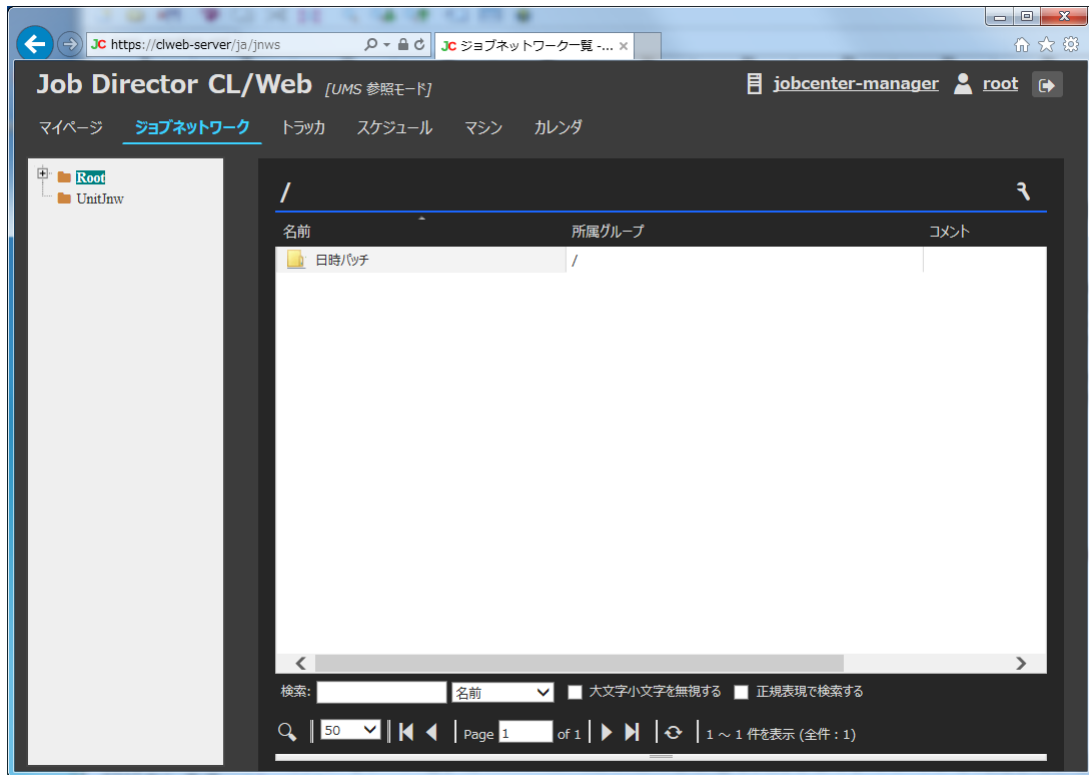 JC https://clweb-server/ja/jnws
JC ジョブネットワーク一覧 -...
Job Director CL/Web [UMS 参照モード]
jobcenter-manager root
マイページ ジョブネットワーク トラッカ スケジュール マシン カレンダ
Root
UnitJnw
/
名前 所属グループ コメント
日時バッチ /
検索: 名前 大文字小文字を無視する 正規表現で検索する
50 Page 1 of 1 1 ~ 1 件を表示 (全件 : 1)